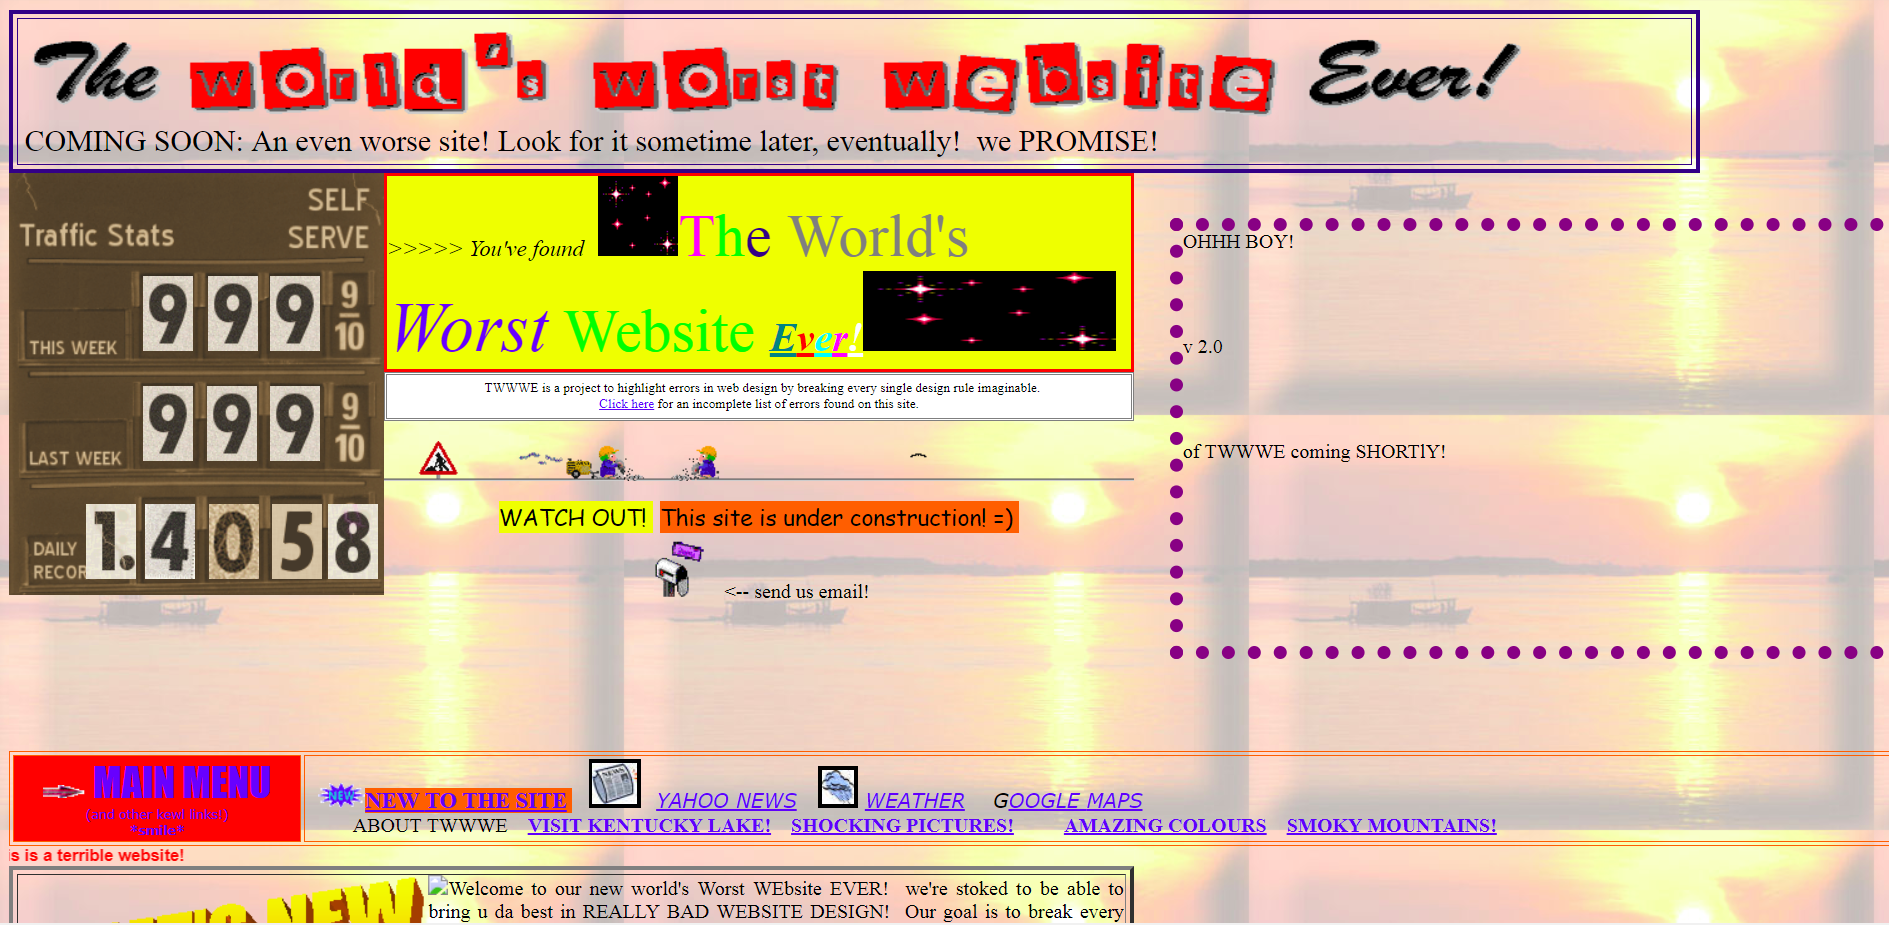 The world's worst website Ever!
COMING SOON: An even worse site! Look for it sometime later, eventually!  we PROMISE!
SELF
SERVE
Traffic Stats
THIS WEEK
9 9 9 9/10
LAST WEEK
9 9 9 9/10
DAILY
RECOR
1. 4 0 5 8
>>>>> You've found The World's
Worst Website Ever!
TWWWE is a project to highlight errors in web design by breaking every single design rule imaginable.
Click here for an incomplete list of errors found on this site.
WATCH OUT! This site is under construction! =)
<-- send us email!
OHHH BOY!
v 2.0
of TWWWE coming SHORTlY!
MAIN MENU
(and other kewl links!)
*smile*
NEW NEW TO THE SITE NEWS YAHOO NEWS WEATHER GOOGLE MAPS
ABOUT TWWWE VISIT KENTUCKY LAKE! SHOCKING PICTURES! AMAZING COLOURS SMOKY MOUNTAINS!
is is a terrible website!
NEW
Welcome to our new world's Worst WEbsite EVER!  we're stoked to be able to
bring u da best in REALLY BAD WEBSITE DESIGN!  Our goal is to break every